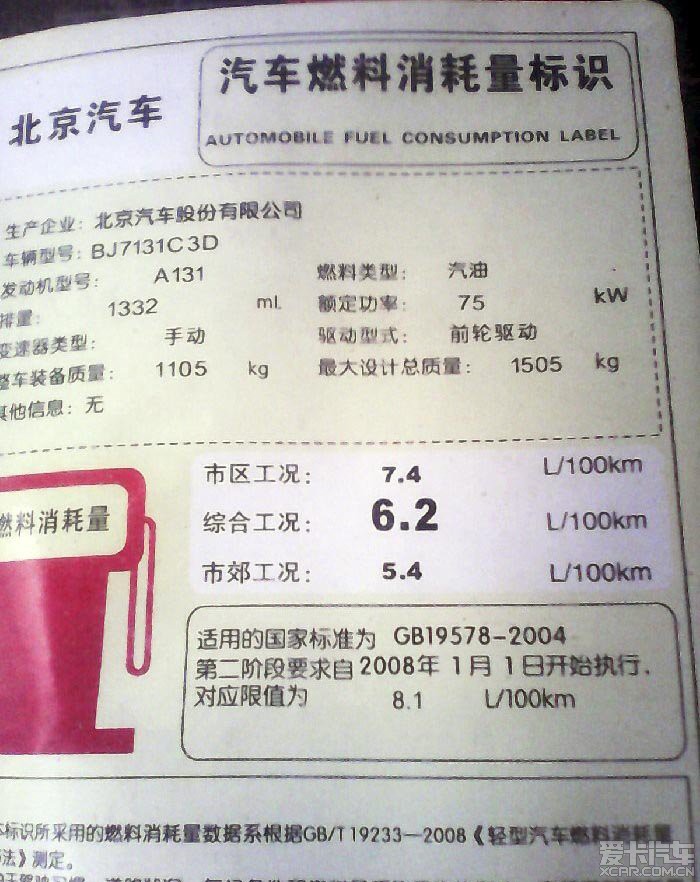 汽车燃料消耗量标识
北京汽车
AUTOMOBILE FUEL CONSUMPTION LABEL
生产企业: 北京汽车股份有限公司
车辆型号: BJ7131C3D
发动机型号: A131 燃料类型: 汽油
排量: 1332 mL 额定功率: 75 kW
变速器类型: 手动 驱动型式: 前轮驱动
整车装备质量: 1105 kg 最大设计总质量: 1505 kg
其他信息: 无
市区工况: 7.4 L/100km
燃料消耗量
综合工况: 6.2 L/100km
市郊工况: 5.4 L/100km
适用的国家标准为 GB19578-2004
第二阶段要求自2008年1月1日开始执行.
对应限值为 8.1 L/100km
本标识所采用的燃料消耗量数据系根据GB/T19233—2008《轻型汽车燃料消耗量
方法》测定。
爱卡汽车
XCAR.COM.CN